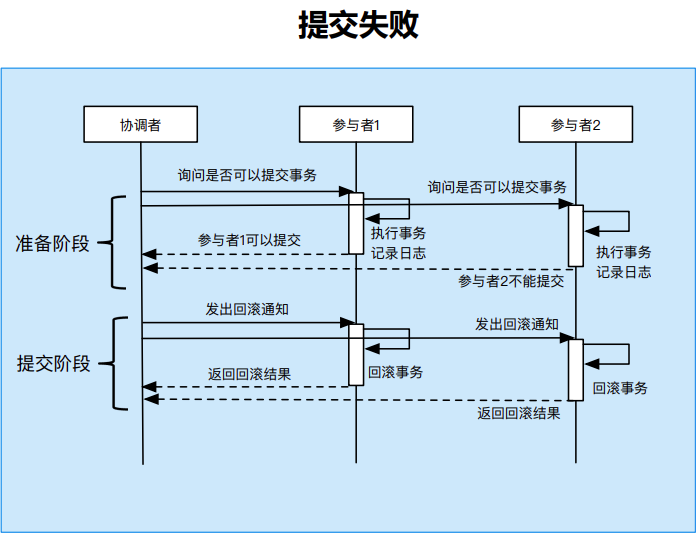 提交失败
协调者
参与者1
参与者2
询问是否可以提交事务
询问是否可以提交事务
准备阶段
执行事务
记录日志
参与者1可以提交
执行事务
记录日志
参与者2不能提交
发出回滚通知
发出回滚通知
提交阶段
回滚事务
返回回滚结果
回滚事务
返回回滚结果